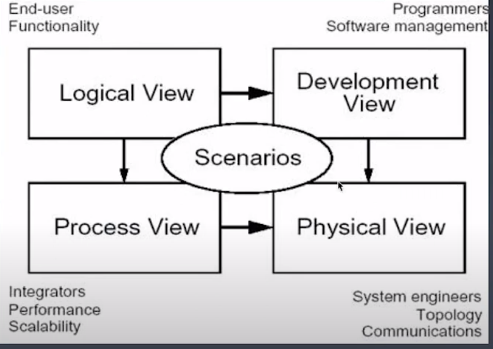 End-user
Functionality
Programmers
Software management
Logical View
Development
View
Scenarios
Process View
Physical View
Integrators
Performance
Scalability
System engineers
Topology
Communications